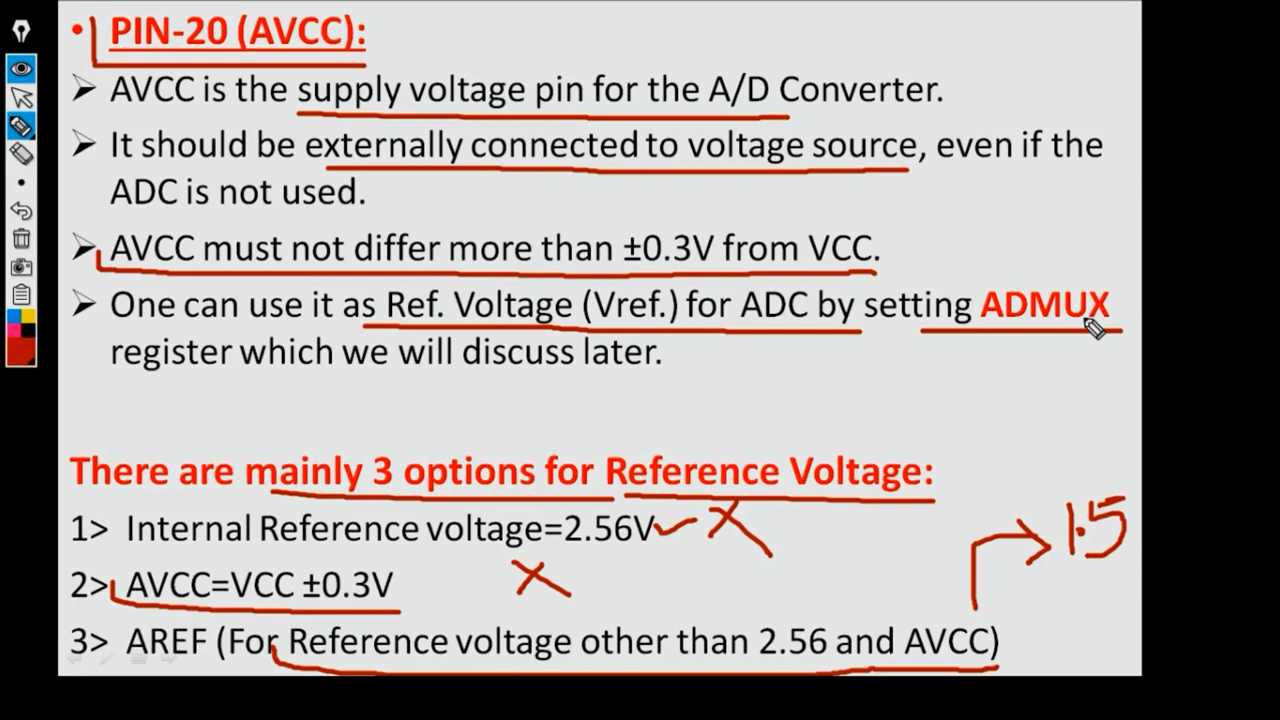 • PIN-20 (AVCC):
➢ AVCC is the supply voltage pin for the A/D Converter.
➢ It should be externally connected to voltage source, even if the
ADC is not used.
➢ AVCC must not differ more than ±0.3V from VCC.
➢ One can use it as Ref. Voltage (Vref.) for ADC by setting ADMUX
register which we will discuss later.
There are mainly 3 options for Reference Voltage:
1> Internal Reference voltage=2.56V
1.5
2> AVCC=VCC ±0.3V
3> AREF (For Reference voltage other than 2.56 and AVCC)